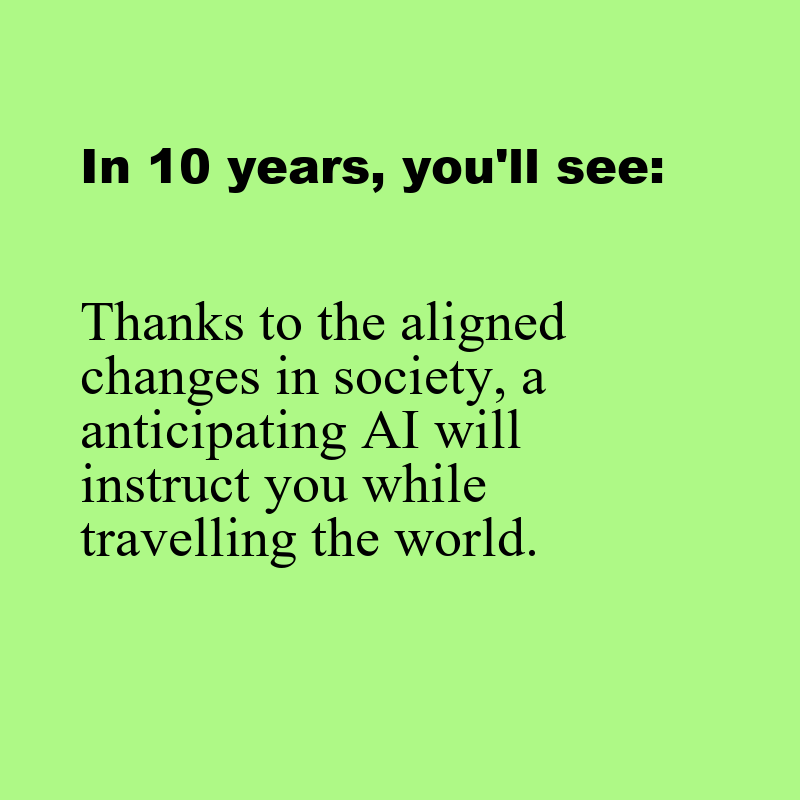 In 10 years, you'll see:
Thanks to the aligned
changes in society, a
anticipating AI will
instruct you while
travelling the world.